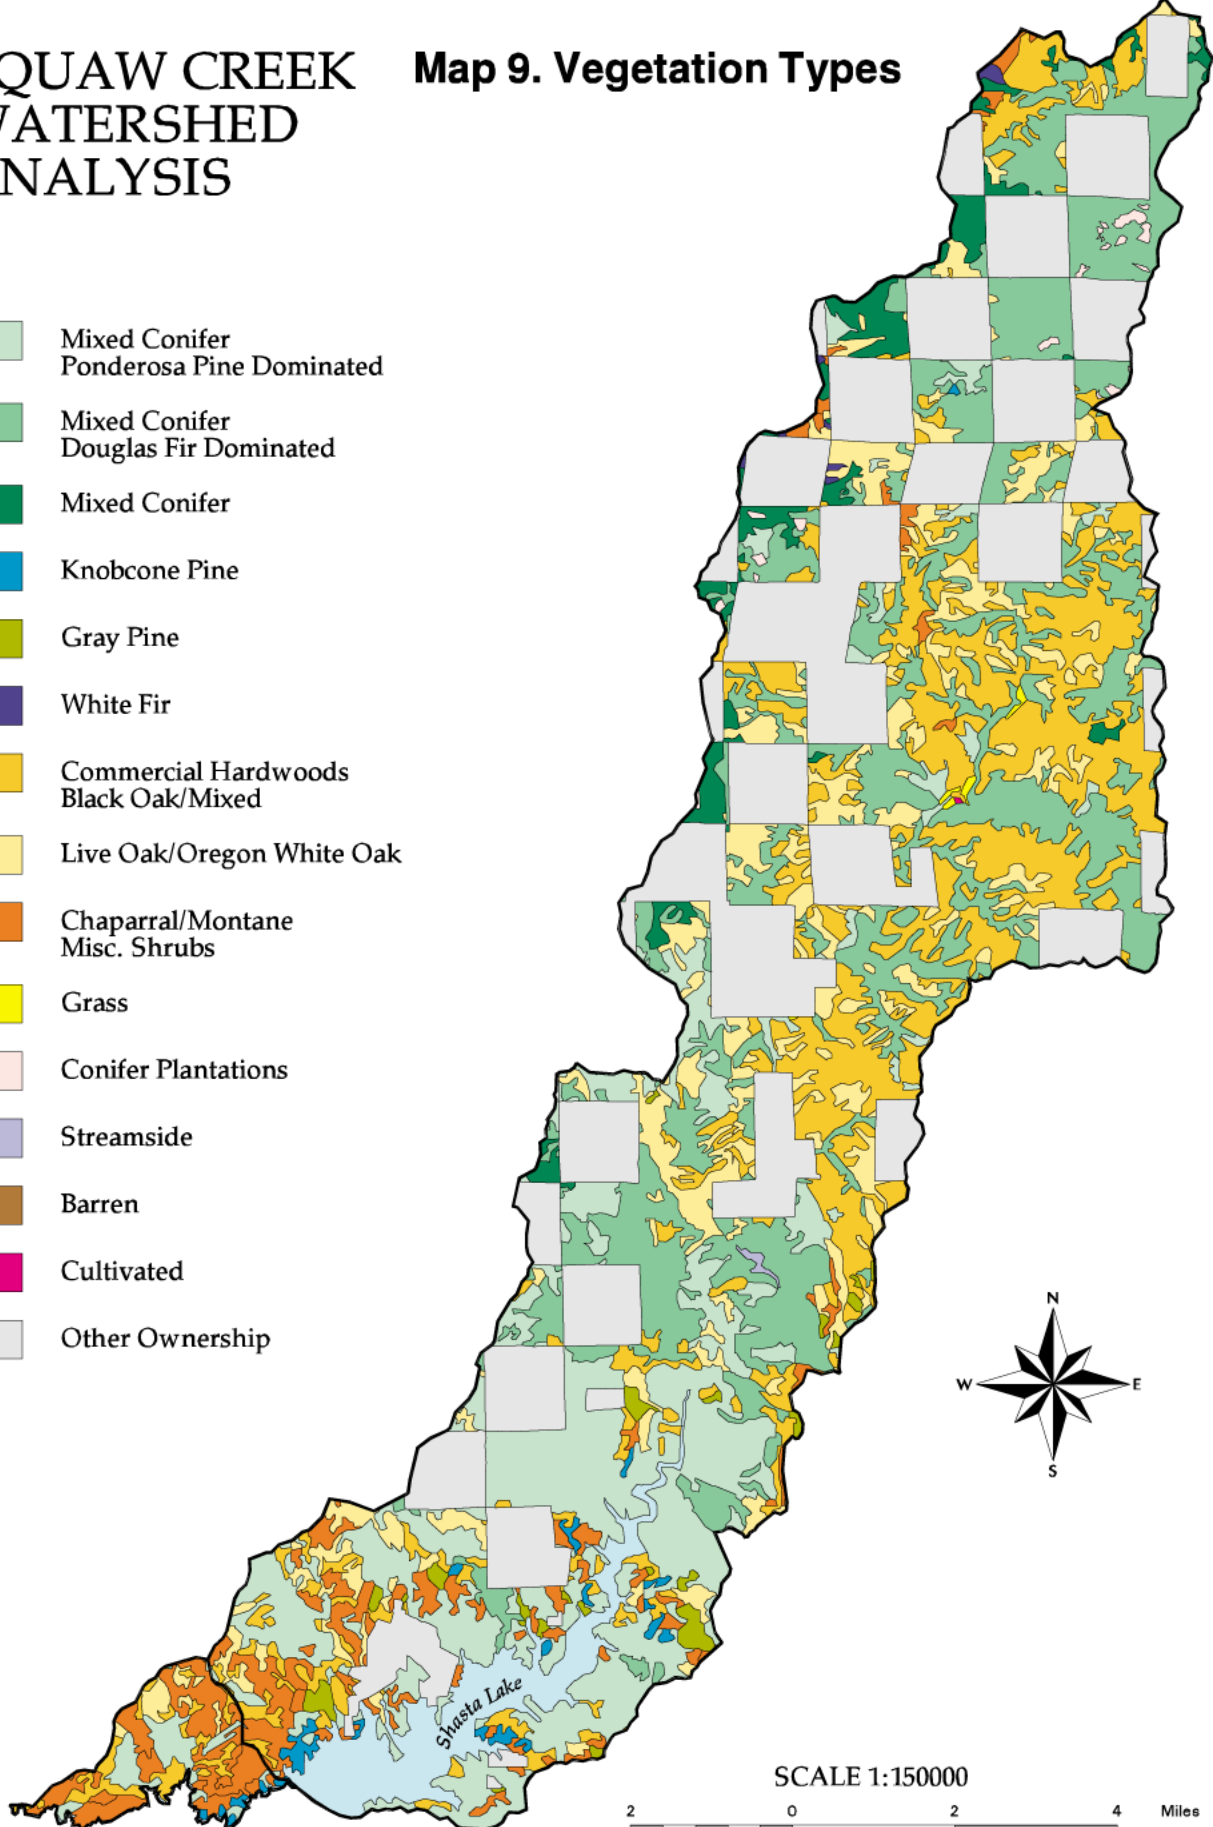 QUAW CREEK
WATERSHED
NALYSIS
Map 9. Vegetation Types
Mixed Conifer
Ponderosa Pine Dominated
Mixed Conifer
Douglas Fir Dominated
Mixed Conifer
Knobcone Pine
Gray Pine
White Fir
Commercial Hardwoods
Black Oak/Mixed
Live Oak/Oregon White Oak
Chaparral/Montane
Misc. Shrubs
Grass
Conifer Plantations
Streamside
Barren
Cultivated
Other Ownership
N
W
E
S
Shasta Lake
SCALE 1:150000
2 0 2 4 Miles